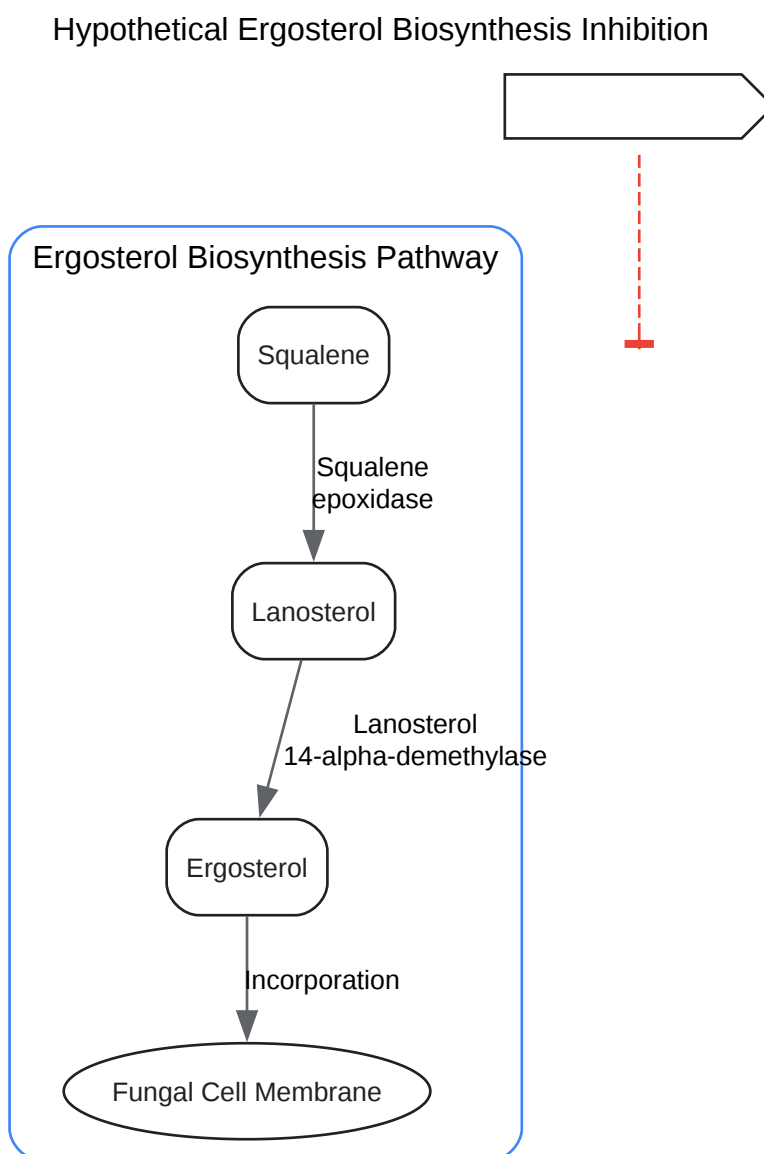 Hypothetical Ergosterol Biosynthesis Inhibition
Ergosterol Biosynthesis Pathway
Squalene
Squalene
epoxidase
Lanosterol
Lanosterol
14-alpha-demethylase
Ergosterol
Incorporation
Fungal Cell Membrane